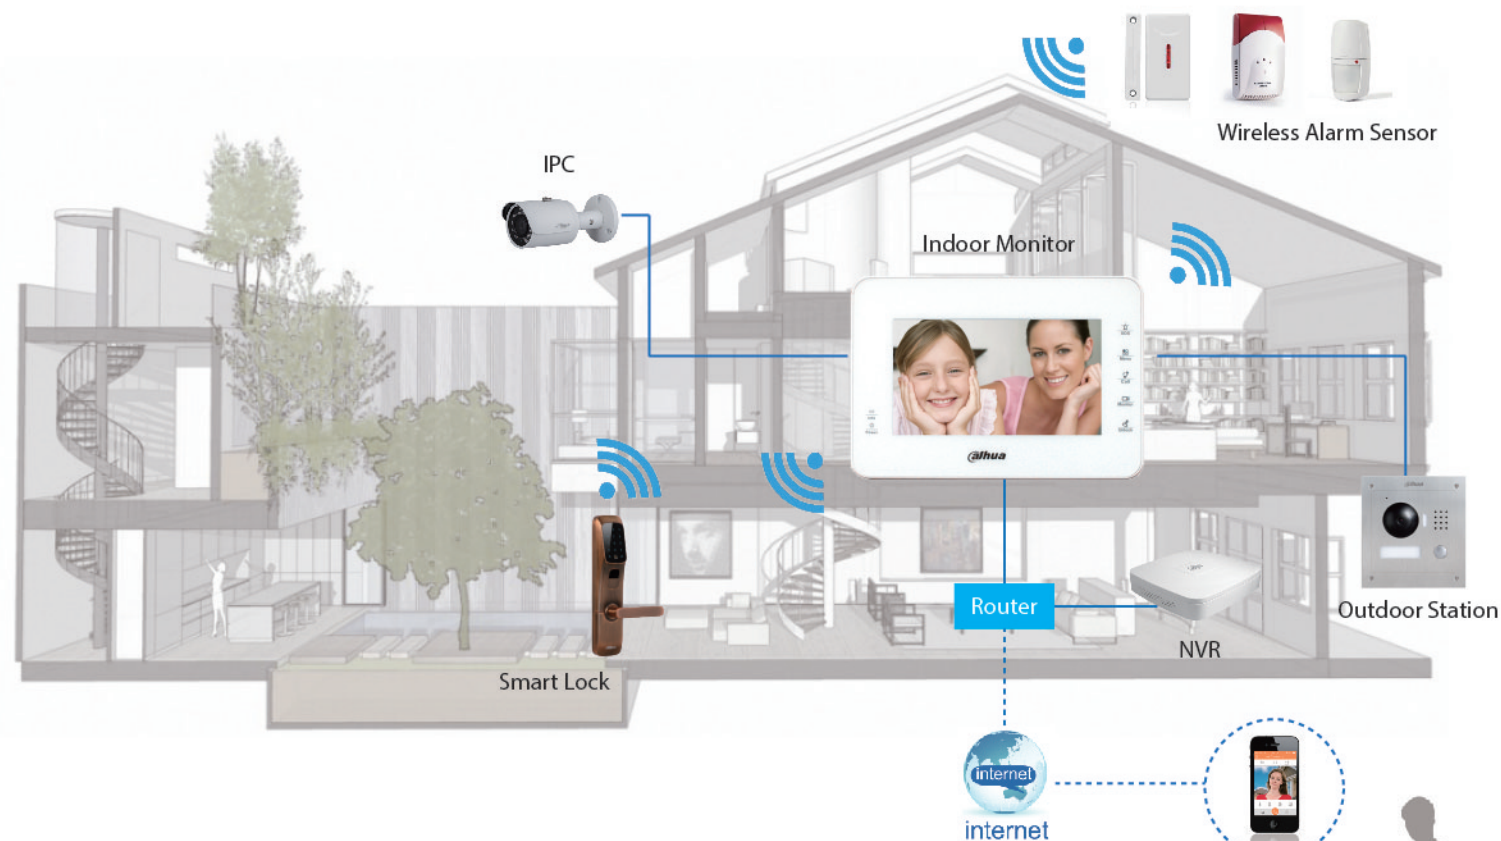 Wireless Alarm Sensor
IPC
Indoor Monitor
alhua
Router
Outdoor Station
NVR
Smart Lock
internet
internet